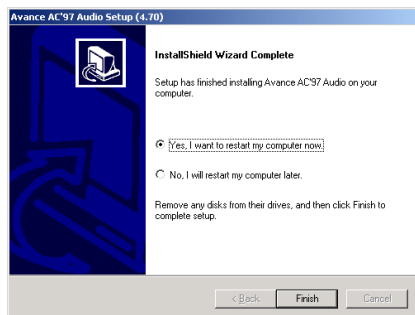 Avance AC'97 Audio Setup (4.70)
InstallShield Wizard Complete
Setup has finished installing Avance AC'97 Audio on your
computer.
Yes, I want to restart my computer now.
No, I will restart my computer later.
Remove any disks from their drives, and then click Finish to
complete setup.
< Back Finish Cancel